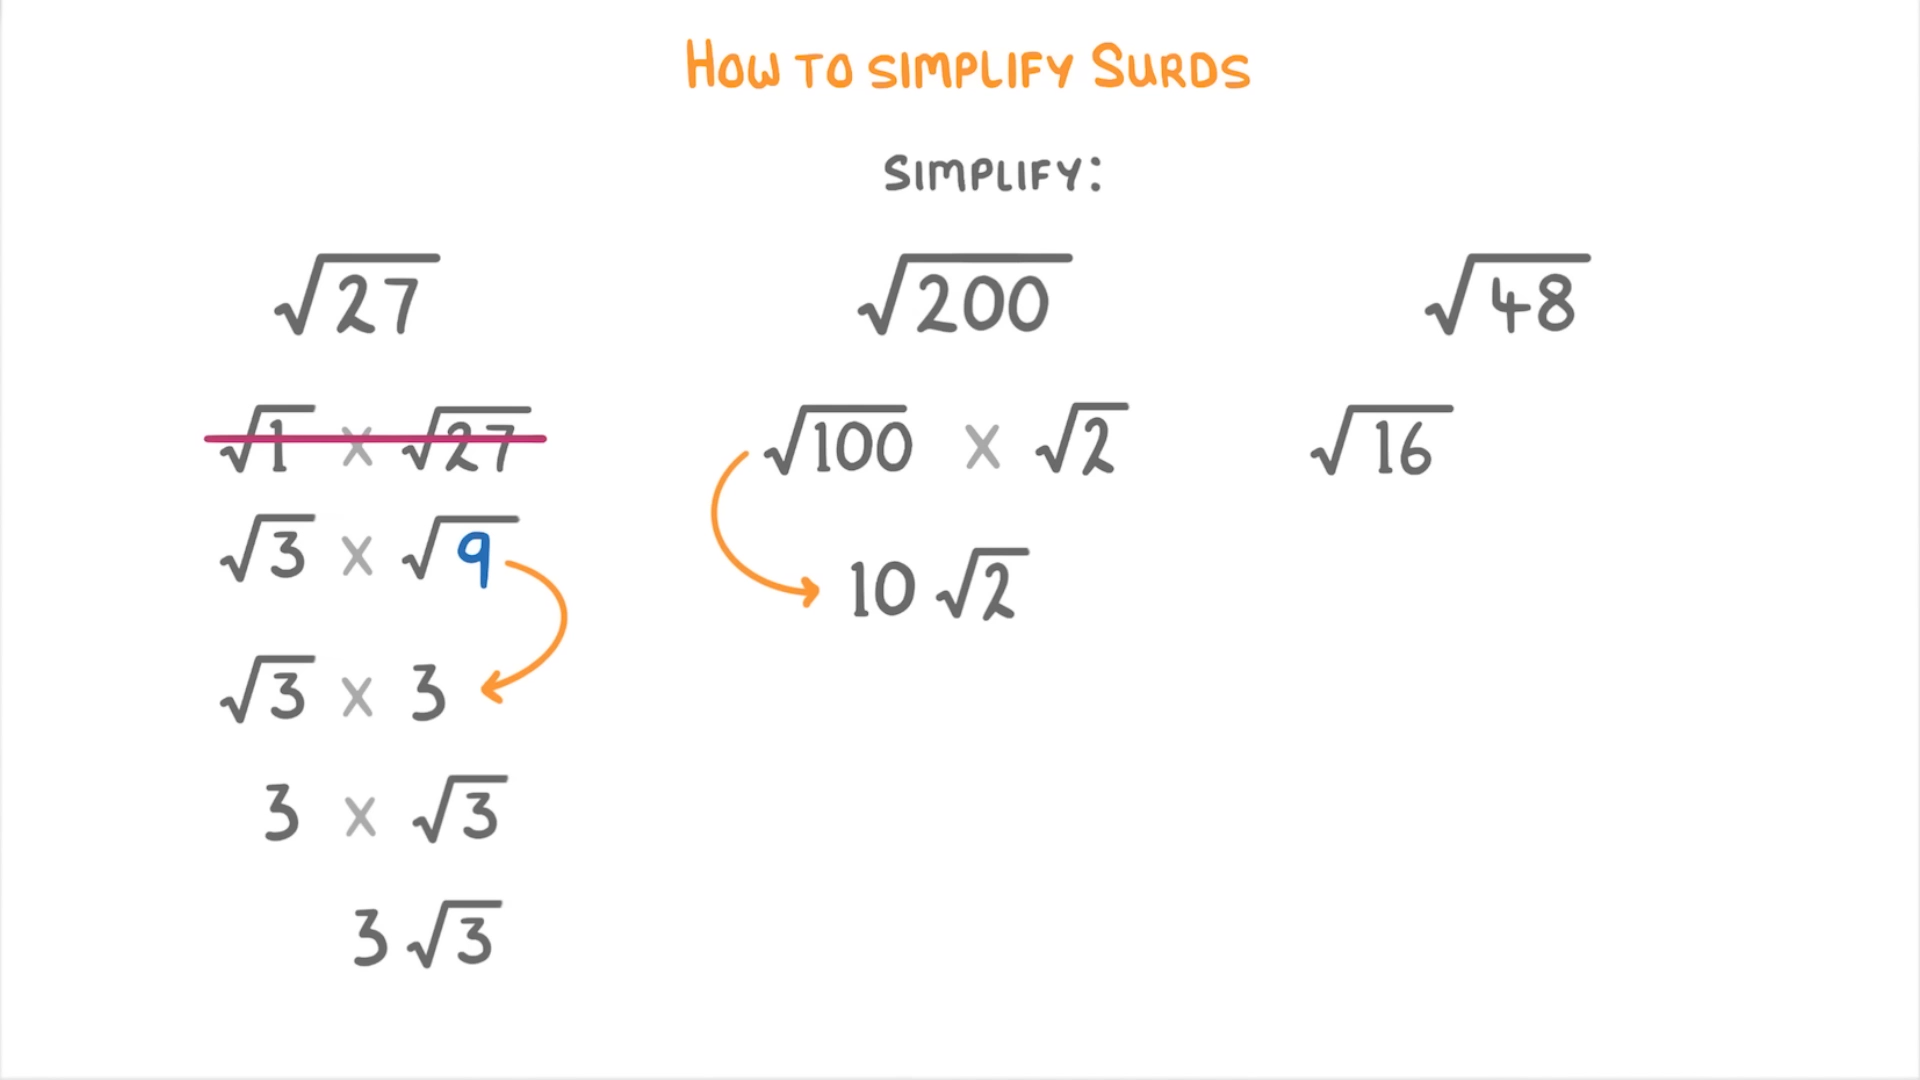 How to simplify Surds
Simplify:
√27
√1 x √27
√3 x √9
√3 x 3
3 x √3
3√3
√200
√100 x √2
10√2
√48
√16